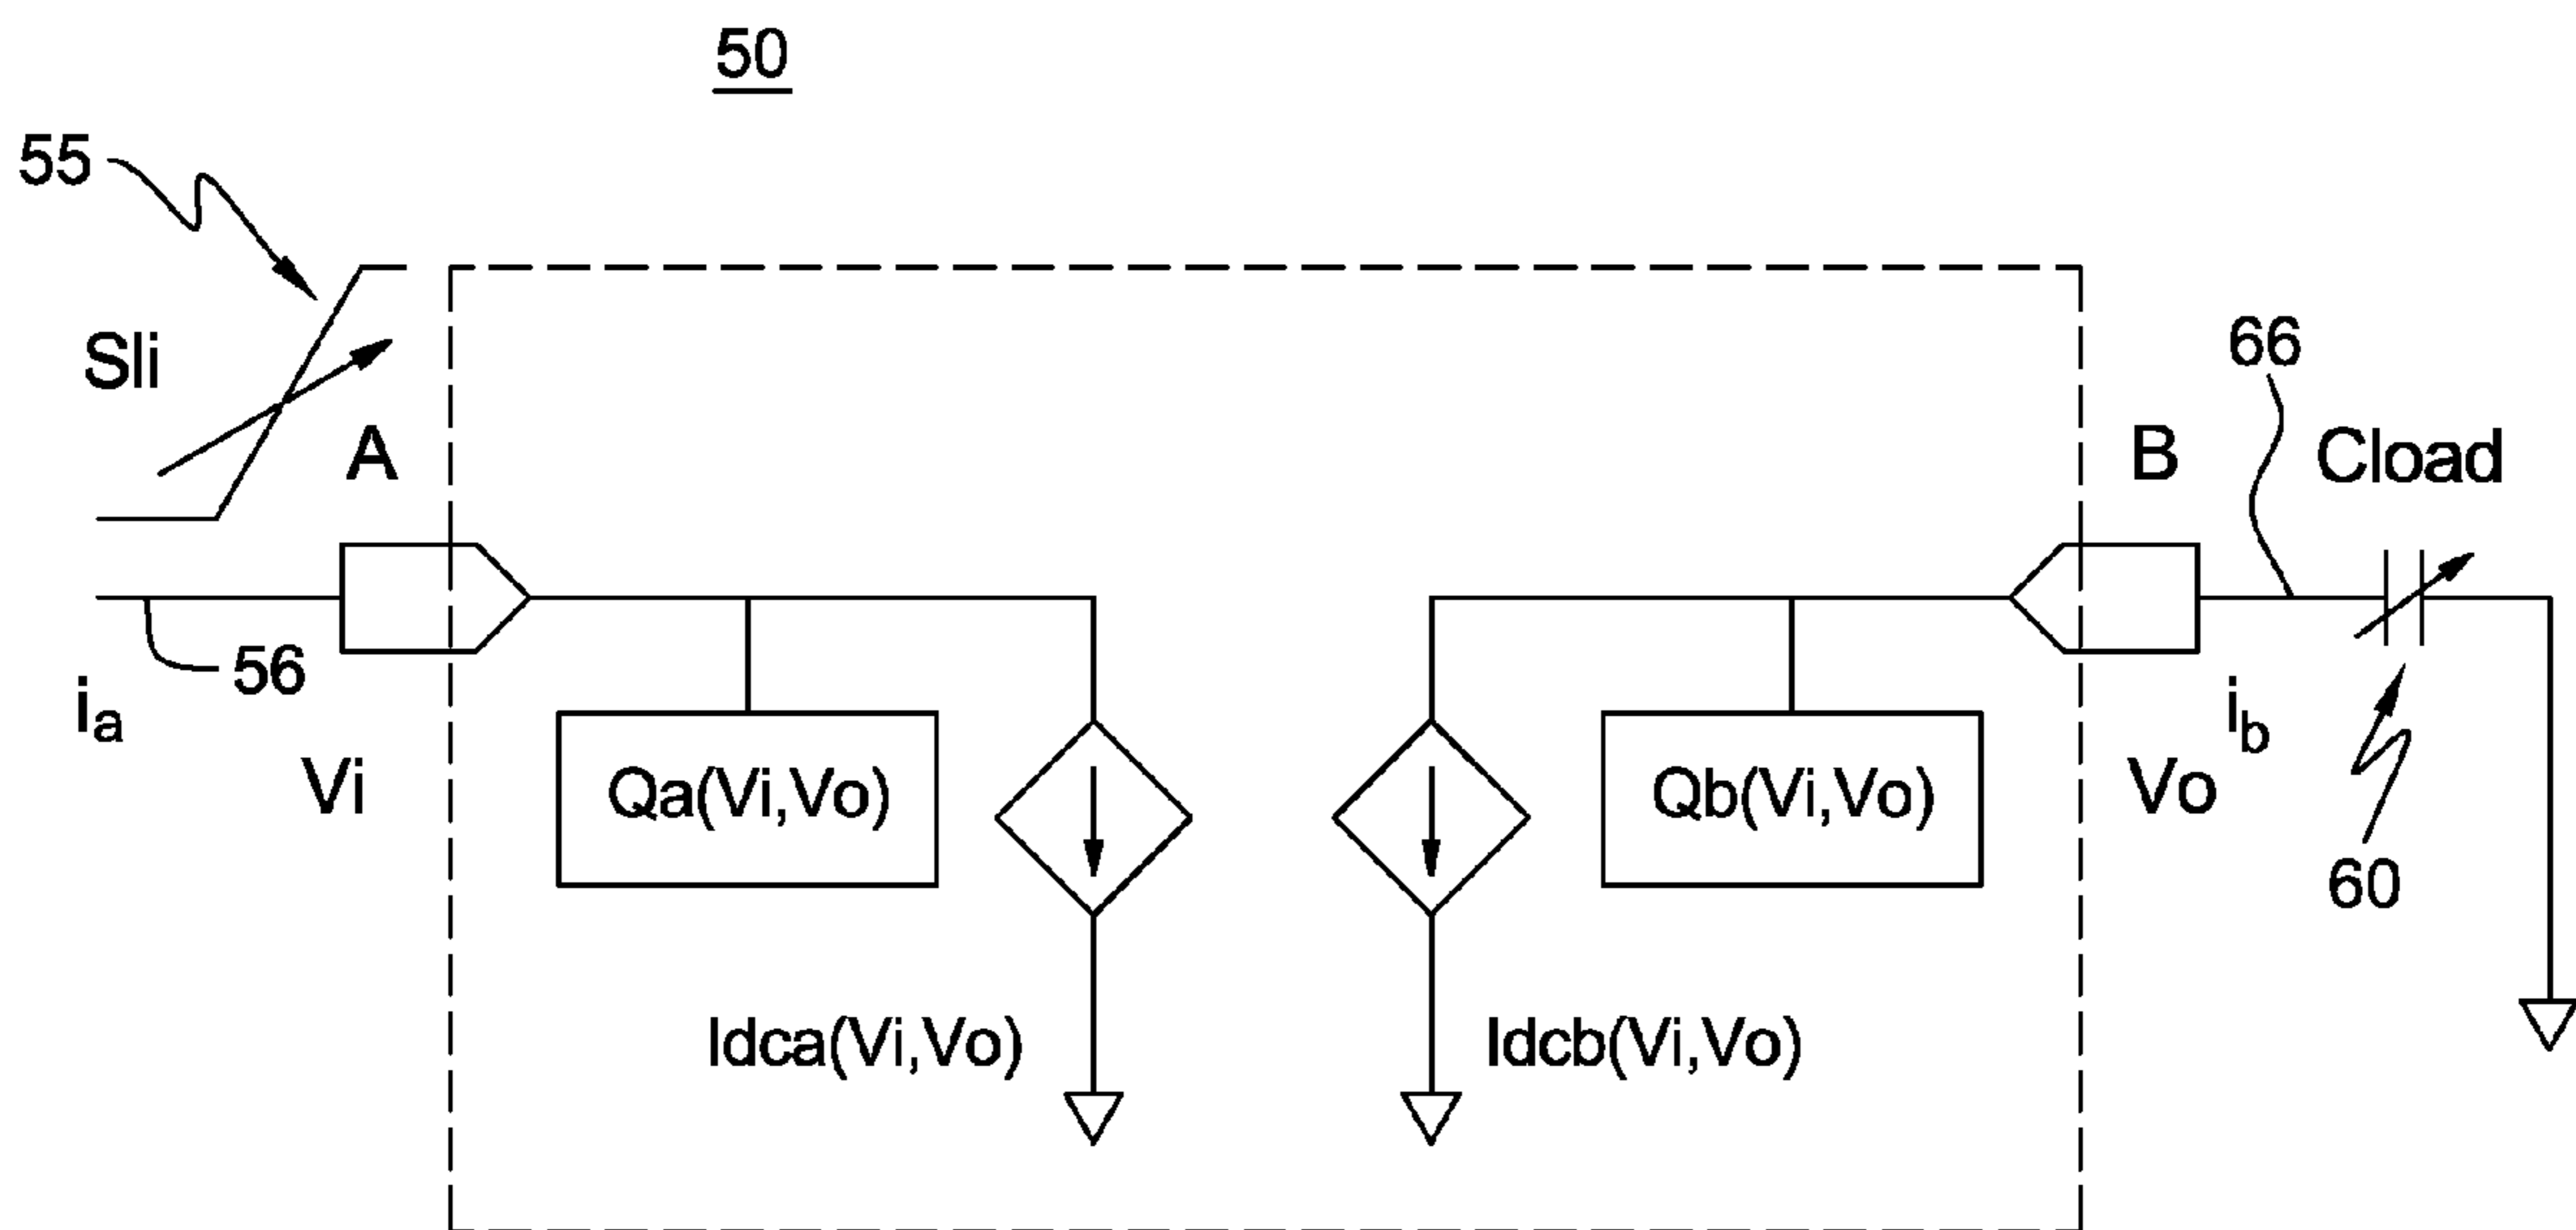 50
55
Sli
A
66
B
Cload
56
ia
Vi
Qa(Vi,Vo)
Qb(Vi,Vo)
ib
Vo
60
Idca(Vi,Vo)
Idcb(Vi,Vo)